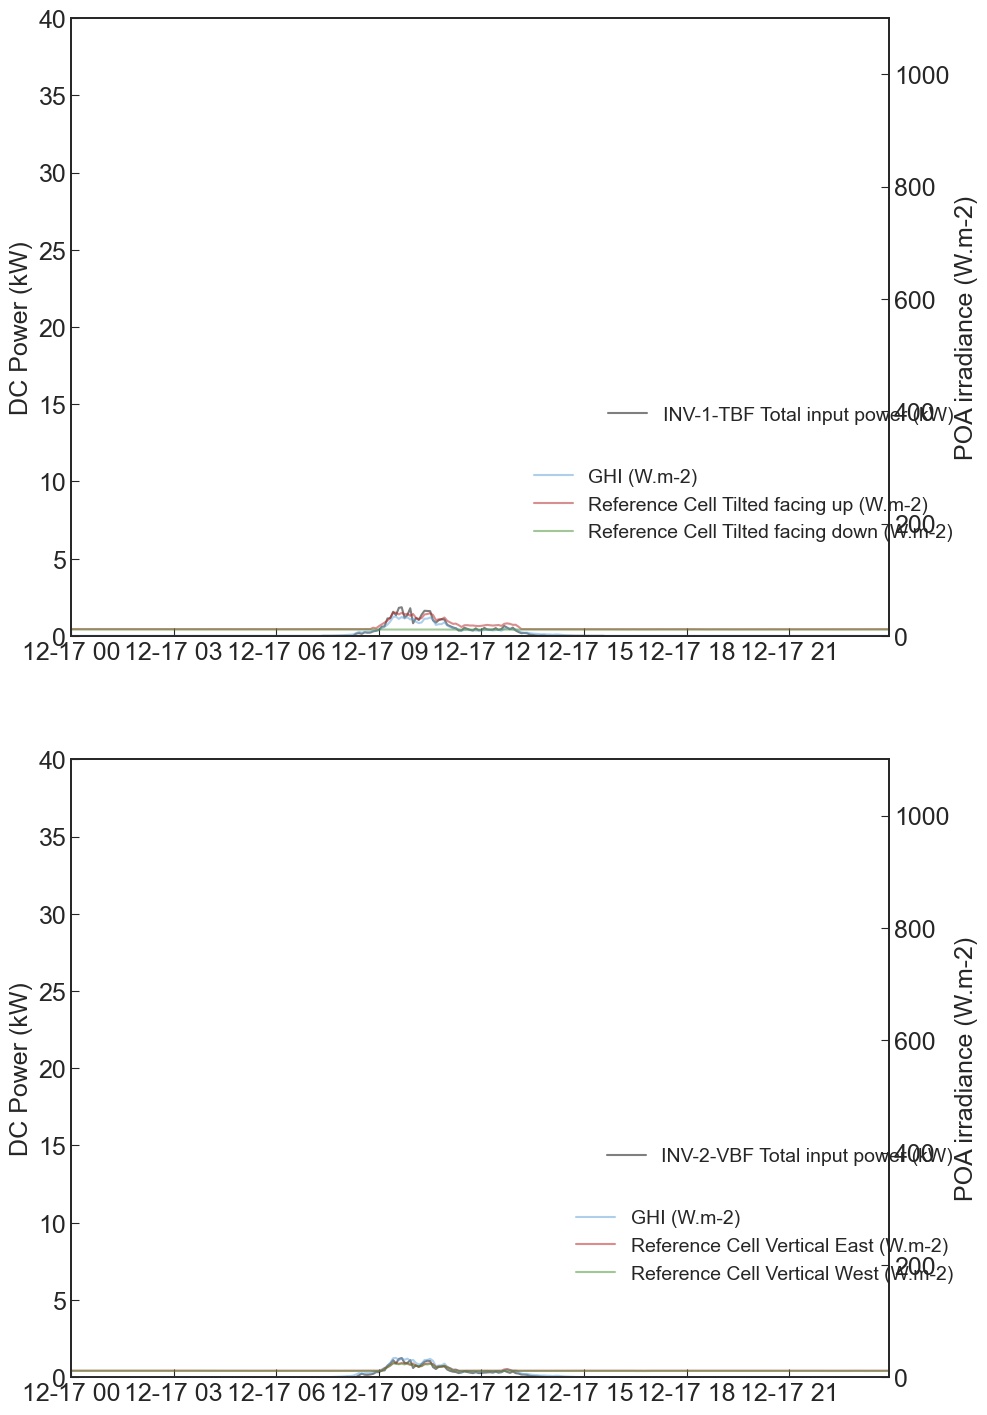 40
35
30
25
20
15
10
5
0
DC Power (kW)
1000
800
600
400
200
0
POA irradiance (W.m-2)
INV-1-TBF Total input power (kW)
GHI (W.m-2)
Reference Cell Tilted facing up (W.m-2)
Reference Cell Tilted facing down (W.m-2)
12-17 00 12-17 03 12-17 06 12-17 09 12-17 12 12-17 15 12-17 18 12-17 21
40
35
30
25
20
15
10
5
0
DC Power (kW)
1000
800
600
400
200
0
POA irradiance (W.m-2)
INV-2-VBF Total input power (kW)
GHI (W.m-2)
Reference Cell Vertical East (W.m-2)
Reference Cell Vertical West (W.m-2)
12-17 00 12-17 03 12-17 06 12-17 09 12-17 12 12-17 15 12-17 18 12-17 21